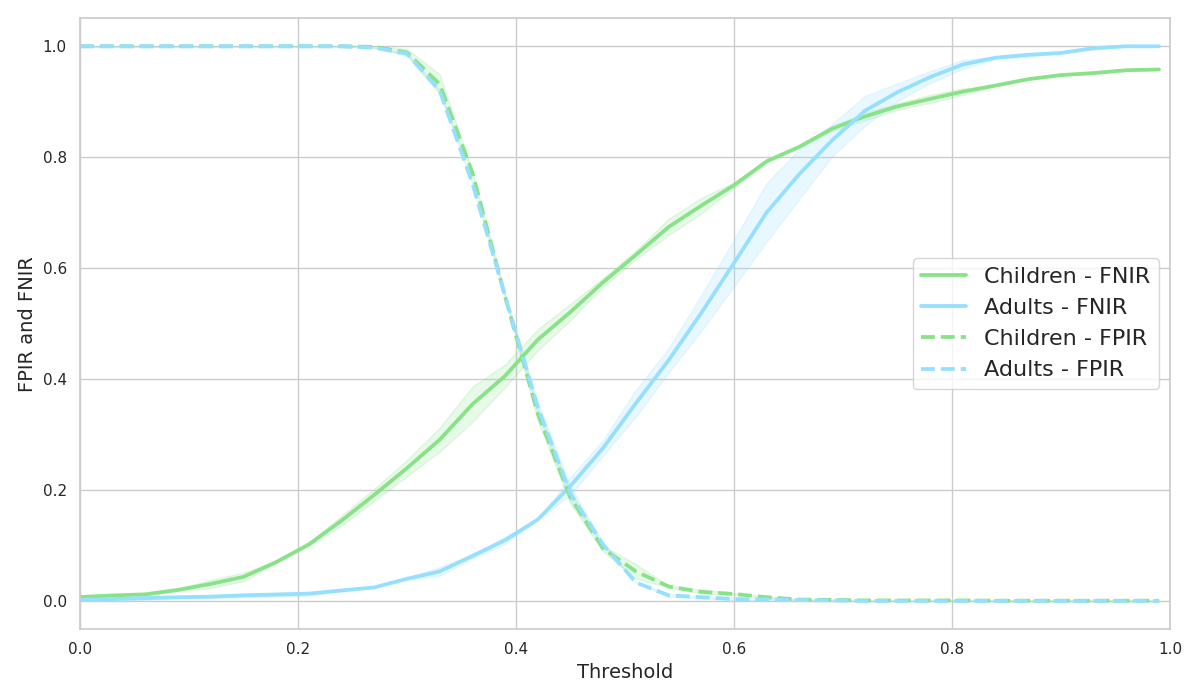 1.0
0.8
0.6
0.4
0.2
0.0
FPIR and FNIR
0.0 0.2 0.4 0.6 0.8 1.0
Threshold
Children - FNIR
Adults - FNIR
Children - FPIR
Adults - FPIR